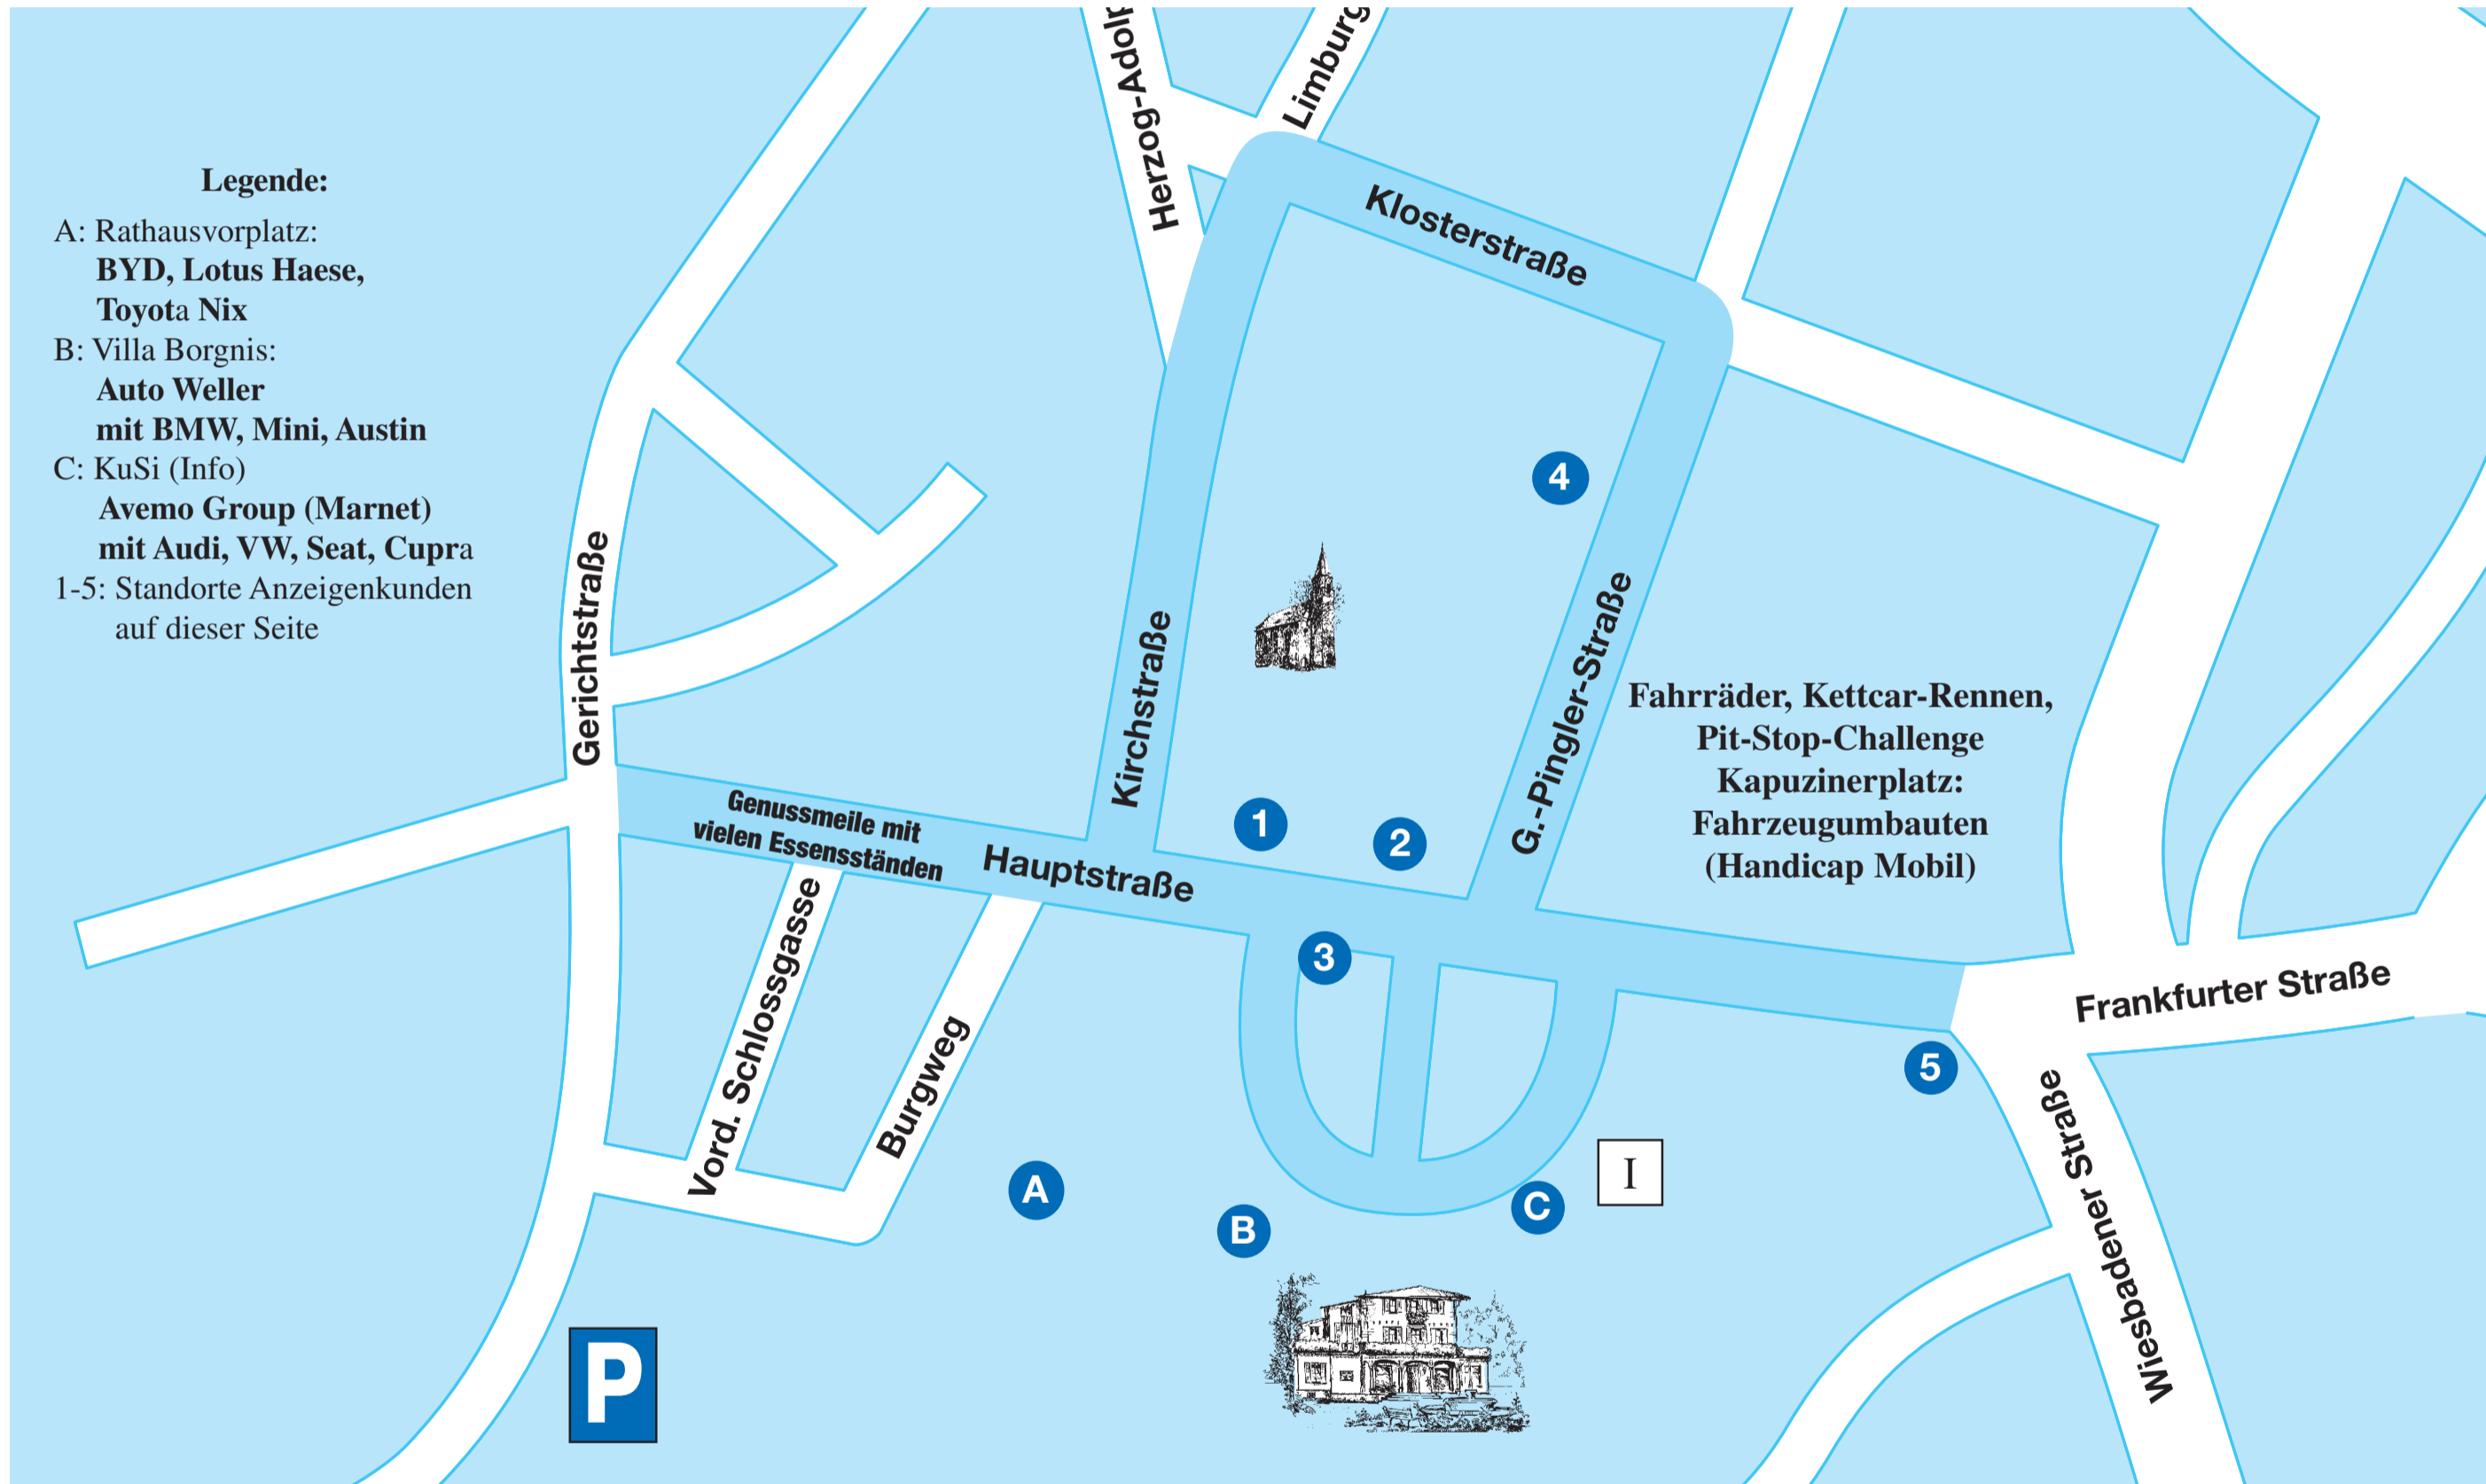 Legende:
A: Rathausvorplatz:
BYD, Lotus Haese,
Toyota Nix
B: Villa Borgnis:
Auto Weller
mit BMW, Mini, Austin
C: KuSi (Info)
Avemo Group (Marnet)
mit Audi, VW, Seat, Cupra
1-5: Standorte Anzeigenkunden
auf dieser Seite
Herzog-Adolp
Limburg
Klosterstraße
Gerichtstraße
Kirchstraße
G.-Pingler-Straße
4
Fahrräder, Kettcar-Rennen,
Pit-Stop-Challenge
Kapuzinerplatz:
Fahrzeugumbauten
(Handicap Mobil)
Genussmeile mit
vielen Essensständen
Hauptstraße
1
2
3
Vord. Schlossgasse
Burgweg
Frankfurter Straße
5
Wiesbadener Straße
A
B
C
I
P